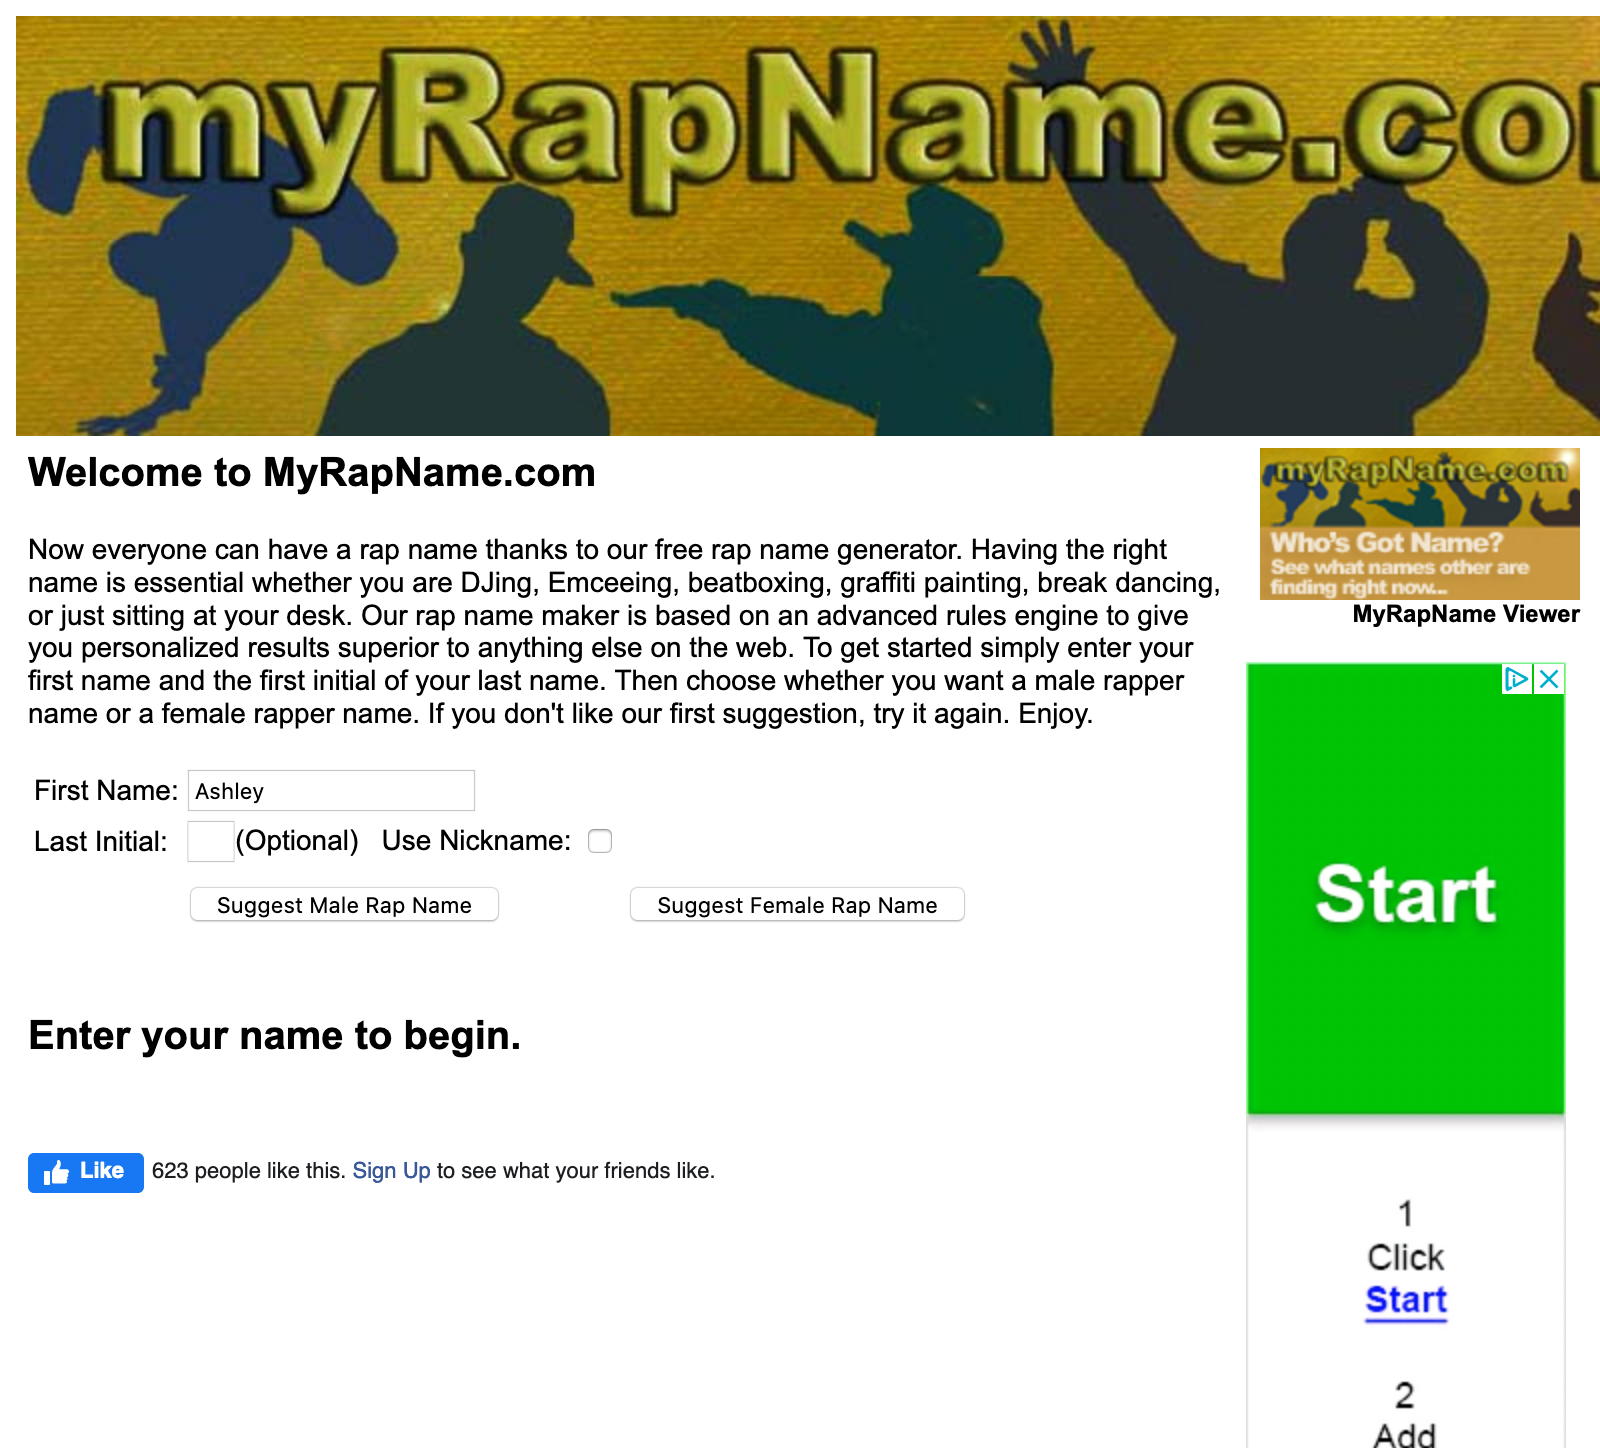 myRapName.co
Welcome to MyRapName.com
Now everyone can have a rap name thanks to our free rap name generator. Having the right
name is essential whether you are DJing, Emceeing, beatboxing, graffiti painting, break dancing,
or just sitting at your desk. Our rap name maker is based on an advanced rules engine to give
you personalized results superior to anything else on the web. To get started simply enter your
first name and the first initial of your last name. Then choose whether you want a male rapper
name or a female rapper name. If you don't like our first suggestion, try it again. Enjoy.
First Name: Ashley
Last Initial: (Optional) Use Nickname:
Suggest Male Rap Name Suggest Female Rap Name
Enter your name to begin.
Like 623 people like this. Sign Up to see what your friends like.
myRapName.com
Who's Got Name?
See what names other are
finding right now...
MyRapName Viewer
Start
1
Click
Start
2
Add